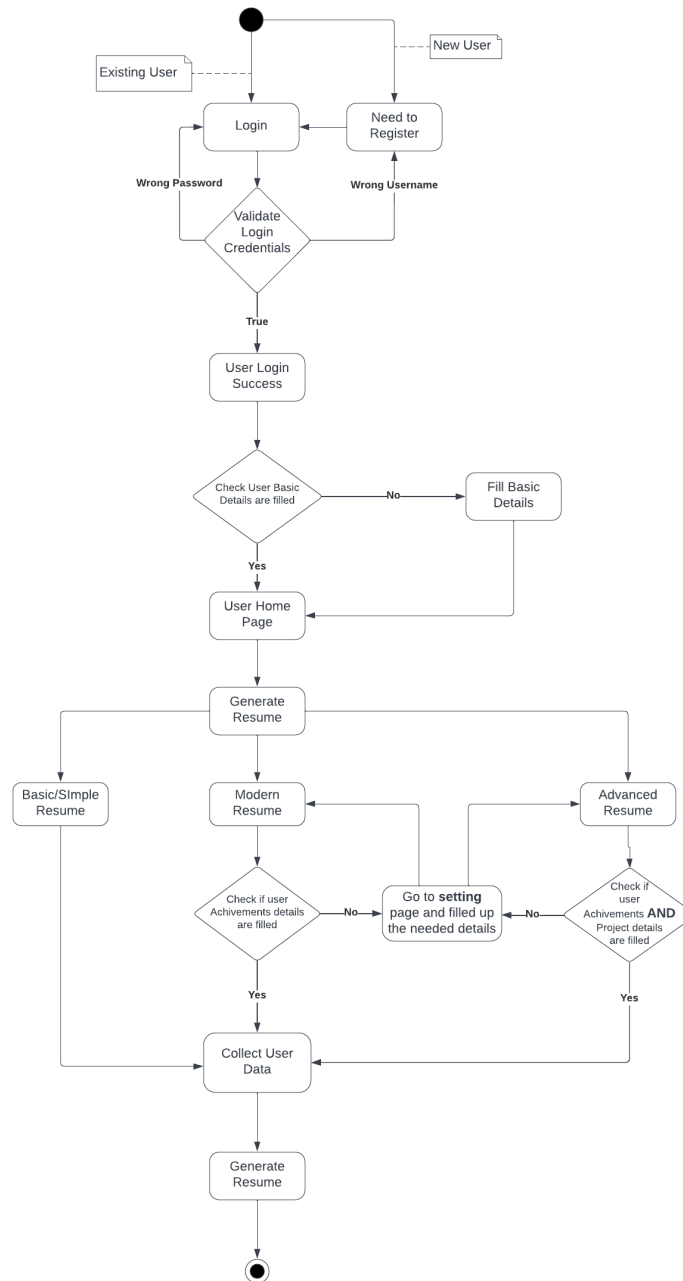 New User
Existing User
Login
Need to
Register
Wrong Password
Wrong Username
Validate
Login
Credentials
True
User Login
Success
Check User Basic
Details are filled
No
Fill Basic
Details
Yes
User Home
Page
Generate
Resume
Basic/SImple
Resume
Modern
Resume
Advanced
Resume
Check if user
Achivements details
are filled
No
Go to setting
page and filled up
the needed details
No
Check if
user
Achivements AND
Project details
are filled
Yes
Yes
Collect User
Data
Generate
Resume